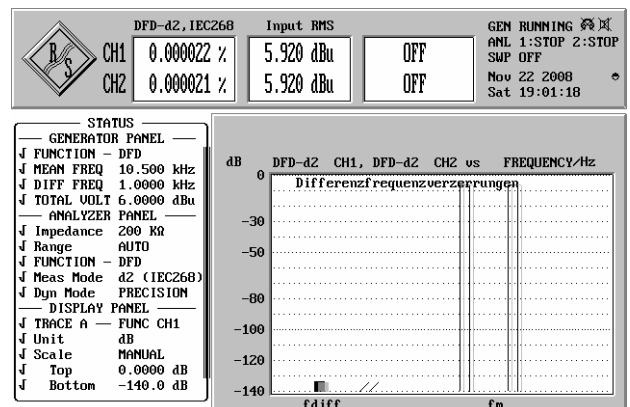 DFD-d2, IEC268 Input RMS
R/S CH1 0.000022 % 5.920 dBu OFF
CH2 0.000021 % 5.920 dBu OFF
GEN RUNNING
ANL 1:STOP 2:STOP
SWP OFF
Nov 22 2008
Sat 19:01:18
STATUS
GENERATOR PANEL
FUNCTION – DFD
MEAN FREQ 10.500 kHz
DIFF FREQ 1.0000 kHz
TOTAL VOLT 6.0000 dBu
ANALYZER PANEL
Impedance 200 KΩ
Range AUTO
FUNCTION – DFD
Meas Mode d2 (IEC268)
Dyn Mode PRECISION
DISPLAY PANEL
TRACE A — FUNC CH1
Unit dB
Scale MANUAL
Top 0.0000 dB
Bottom -140.0 dB
dB DFD-d2 CH1, DFD-d2 CH2 vs FREQUENCY/Hz
Differenzfrequenzverzerrungen
0
-30
-50
-80
-100
-120
-140
fdiff fm